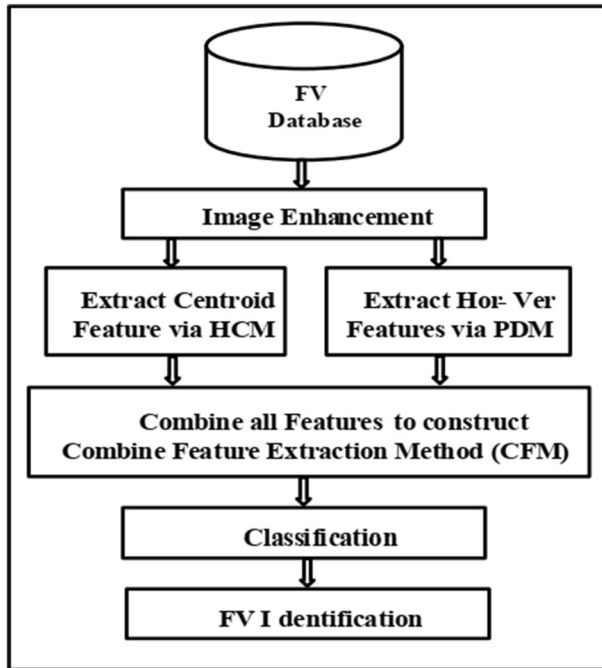 FV
Database
Image Enhancement
Extract Centroid
Feature via HCM
Extract Hor- Ver
Features via PDM
Combine all Features to construct
Combine Feature Extraction Method (CFM)
Classification
FV I dentification